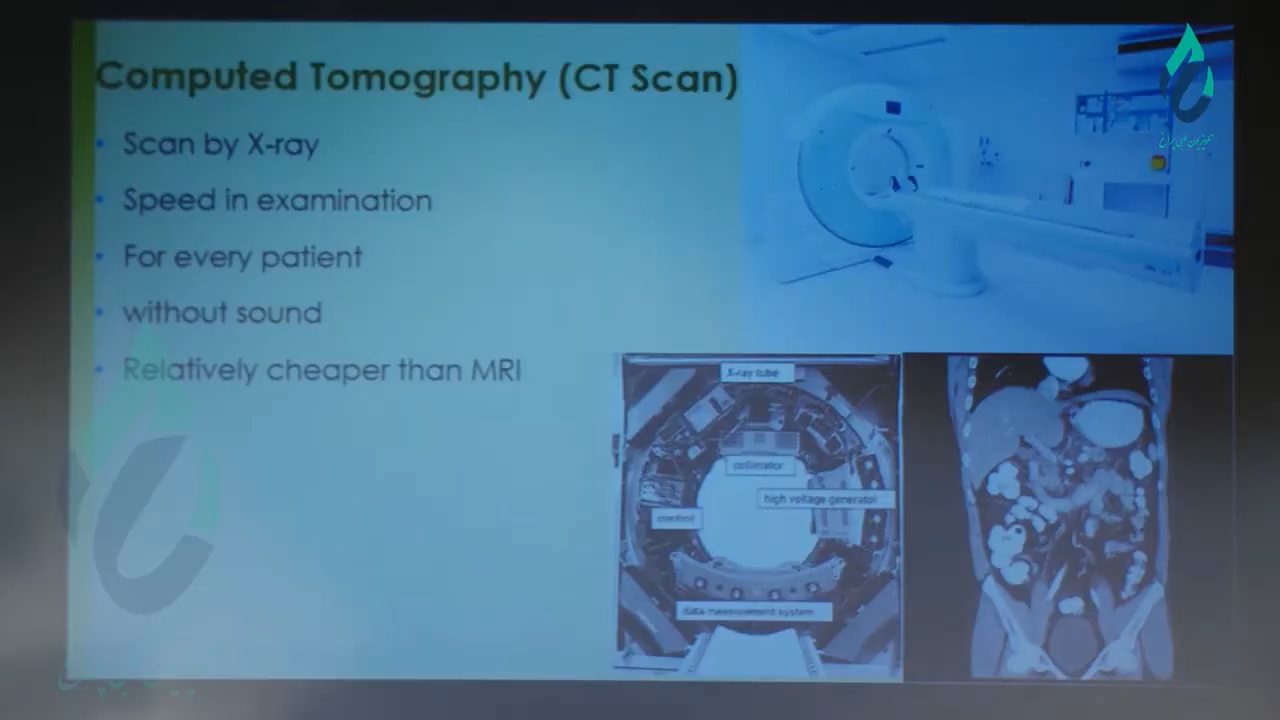 Computed Tomography (CT Scan)
Scan by X-ray
Speed in examination
For every patient
without sound
Relatively cheaper than MRI
X-ray tube
collimator
high voltage generator
control
data measurement system